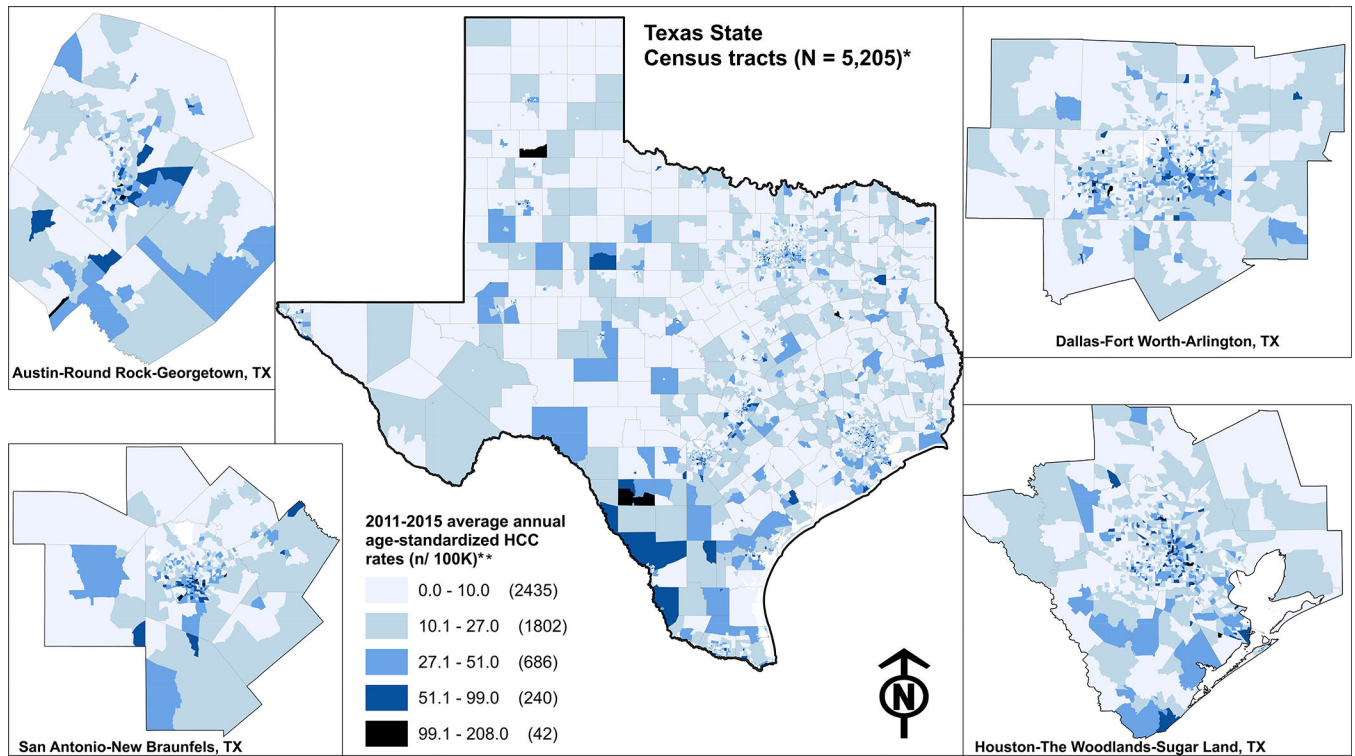 Texas State
Census tracts (N = 5,205)*
Austin-Round Rock-Georgetown, TX
Dallas-Fort Worth-Arlington, TX
2011-2015 average annual
age-standardized HCC
rates (n/ 100K)**
0.0 - 10.0 (2435)
10.1 - 27.0 (1802)
27.1 - 51.0 (686)
51.1 - 99.0 (240)
99.1 - 208.0 (42)
N
San Antonio-New Braunfels, TX
Houston-The Woodlands-Sugar Land, TX